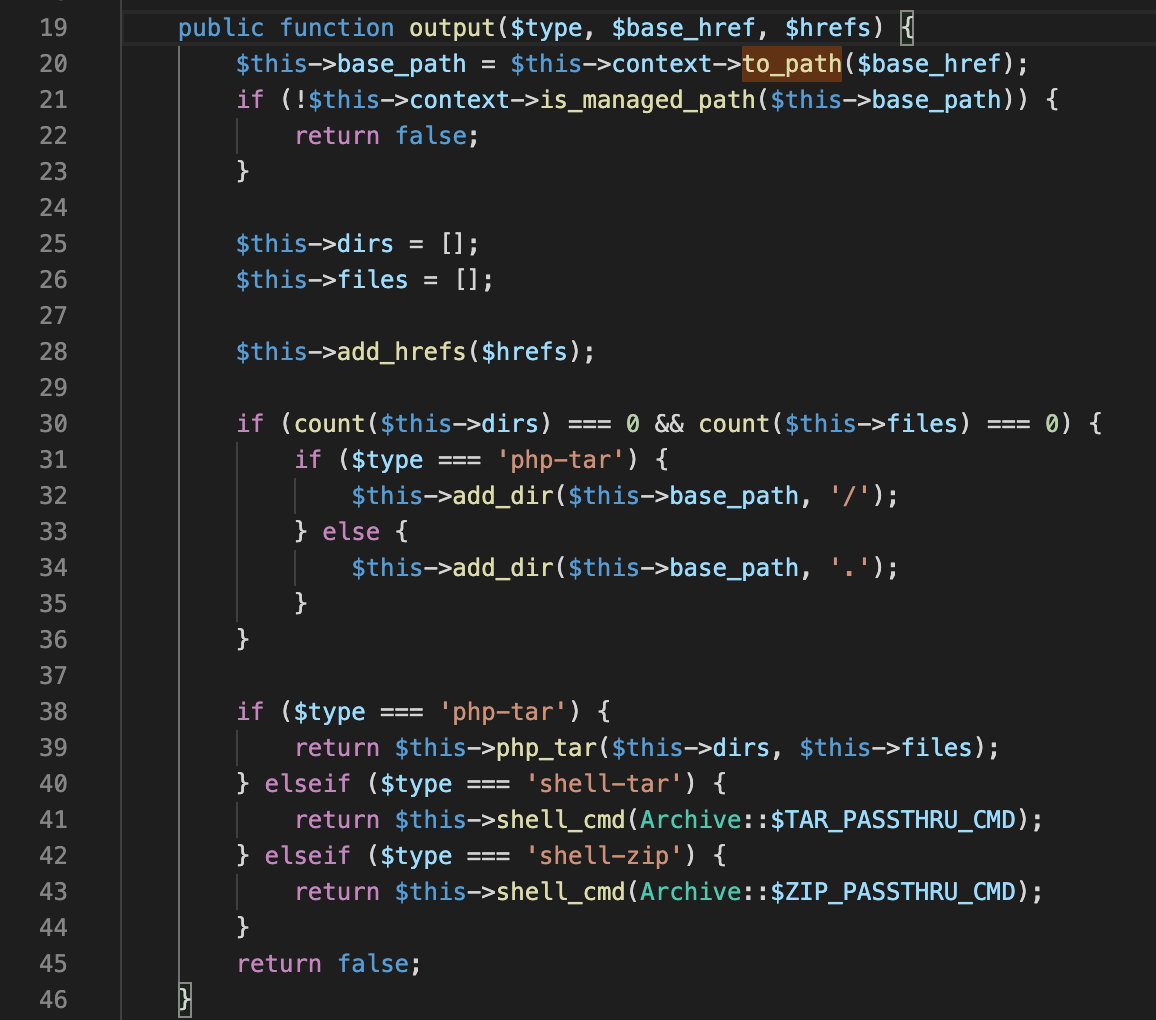 19 public function output($type, $base_href, $hrefs) {
20 $this->base_path = $this->context->to_path($base_href);
21 if (!$this->context->is_managed_path($this->base_path)) {
22 return false;
23 }
24
25 $this->dirs = [];
26 $this->files = [];
27
28 $this->add_hrefs($hrefs);
29
30 if (count($this->dirs) === 0 && count($this->files) === 0) {
31 if ($type === 'php-tar') {
32 $this->add_dir($this->base_path, '/');
33 } else {
34 $this->add_dir($this->base_path, '.');
35 }
36 }
37
38 if ($type === 'php-tar') {
39 return $this->php_tar($this->dirs, $this->files);
40 } elseif ($type === 'shell-tar') {
41 return $this->shell_cmd(Archive::$TAR_PASSTHRU_CMD);
42 } elseif ($type === 'shell-zip') {
43 return $this->shell_cmd(Archive::$ZIP_PASSTHRU_CMD);
44 }
45 return false;
46 }